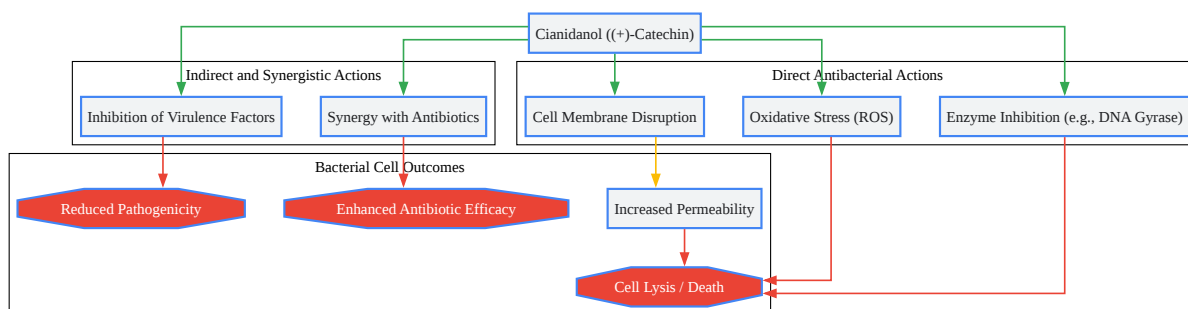 Cianidanol ((+)-Catechin)
Indirect and Synergistic Actions
Direct Antibacterial Actions
Inhibition of Virulence Factors
Synergy with Antibiotics
Cell Membrane Disruption
Oxidative Stress (ROS)
Enzyme Inhibition (e.g., DNA Gyrase)
Bacterial Cell Outcomes
Reduced Pathogenicity
Enhanced Antibiotic Efficacy
Increased Permeability
Cell Lysis / Death